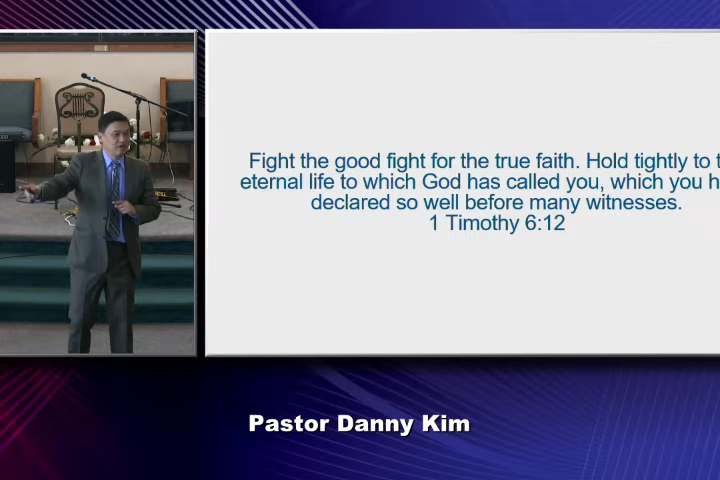 Fight the good fight for the true faith. Hold tightly to t
eternal life to which God has called you, which you h
declared so well before many witnesses.
1 Timothy 6:12
Pastor Danny Kim